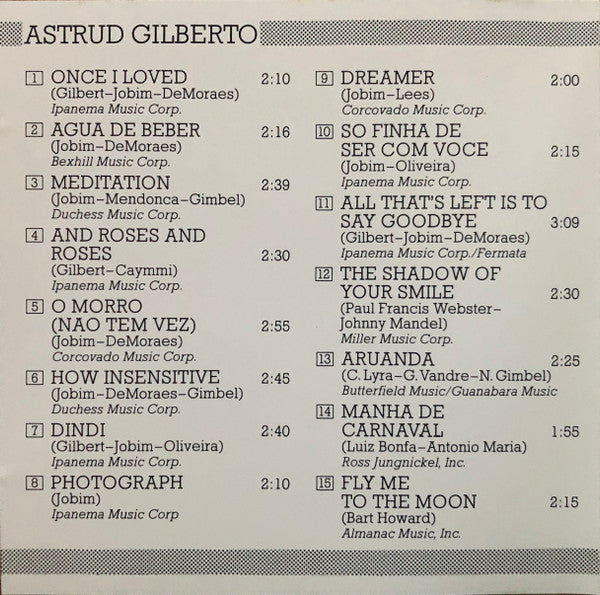 ASTRUD GILBERTO
1 ONCE I LOVED 2:10
(Gilbert–Jobim–DeMoraes)
Ipanema Music Corp.
2 AGUA DE BEBER 2:16
(Jobim–DeMoraes)
Bexhill Music Corp.
3 MEDITATION 2:39
(Jobim–Mendonca–Gimbel)
Duchess Music Corp.
4 AND ROSES AND
ROSES 2:30
(Gilbert–Caymmi)
Ipanema Music Corp.
5 O MORRO
(NAO TEM VEZ) 2:55
(Jobim–DeMoraes)
Corcovado Music Corp.
6 HOW INSENSITIVE 2:45
(Jobim–DeMoraes–Gimbel)
Duchess Music Corp.
7 DINDI 2:40
(Gilbert–Jobim–Oliveira)
Ipanema Music Corp.
8 PHOTOGRAPH 2:10
(Jobim)
Ipanema Music Corp
9 DREAMER 2:00
(Jobim–Lees)
Corcovado Music Corp.
10 SO FINHA DE
SER COM VOCE 2:15
(Jobim–Oliveira)
Ipanema Music Corp.
11 ALL THAT'S LEFT IS TO
SAY GOODBYE 3:09
(Gilbert–Jobim–DeMoraes)
Ipanema Music Corp./Fermata
12 THE SHADOW OF
YOUR SMILE 2:30
(Paul Francis Webster–
Johnny Mandel)
Miller Music Corp.
13 ARUANDA 2:25
(C. Lyra–G. Vandre–N. Gimbel)
Butterfield Music/Guanabara Music
14 MANHA DE
CARNAVAL 1:55
(Luiz Bonfa–Antonio Maria)
Ross Jungnickel, Inc.
15 FLY ME
TO THE MOON 2:15
(Bart Howard)
Almanac Music, Inc.